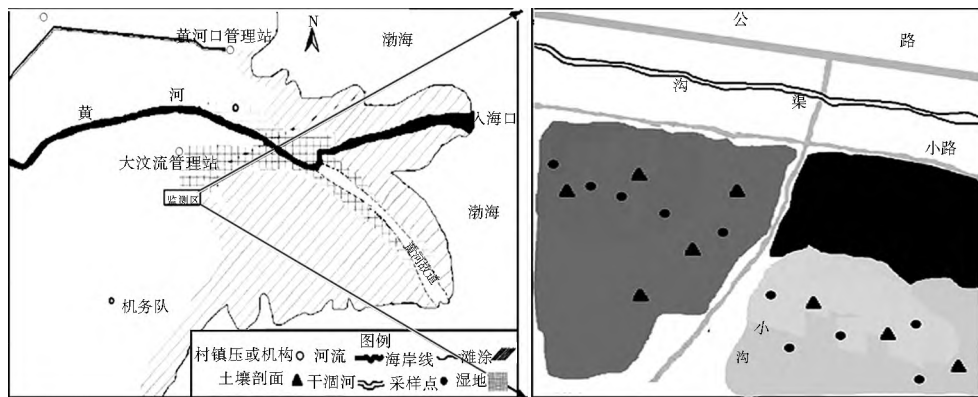 黄河口管理站
N
渤海
黄 河
入海口
大汶流管理站
监测区
渤海
黄河故道
机务队
图例
村镇压或机构 河流 海岸线 滩涂
土壤剖面 干涸河 采样点 湿地
公 路
沟 渠
小路
小沟